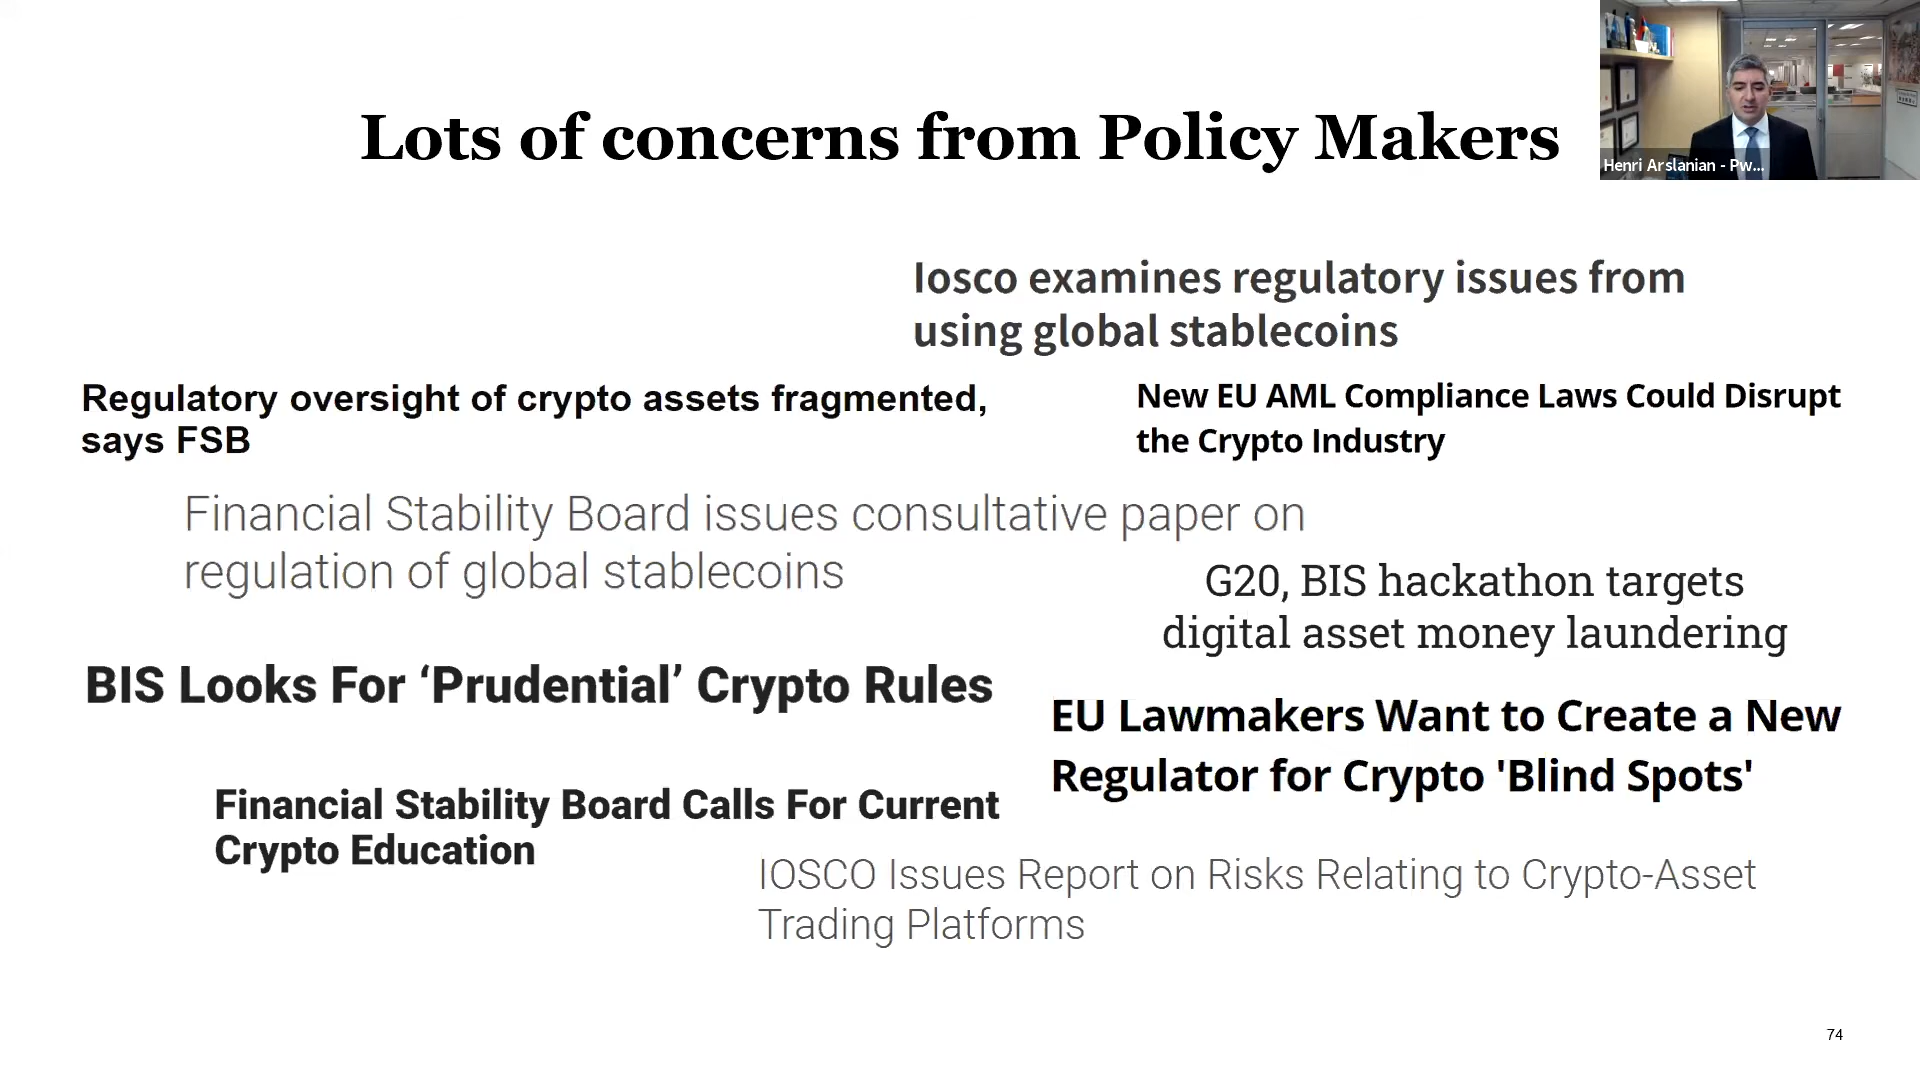 Lots of concerns from Policy Makers
Henri Arslanian - Pw...
Iosco examines regulatory issues from
using global stablecoins
Regulatory oversight of crypto assets fragmented,
says FSB
New EU AML Compliance Laws Could Disrupt
the Crypto Industry
Financial Stability Board issues consultative paper on
regulation of global stablecoins
G20, BIS hackathon targets
digital asset money laundering
BIS Looks For ‘Prudential’ Crypto Rules
EU Lawmakers Want to Create a New
Regulator for Crypto 'Blind Spots'
Financial Stability Board Calls For Current
Crypto Education
IOSCO Issues Report on Risks Relating to Crypto-Asset
Trading Platforms
74